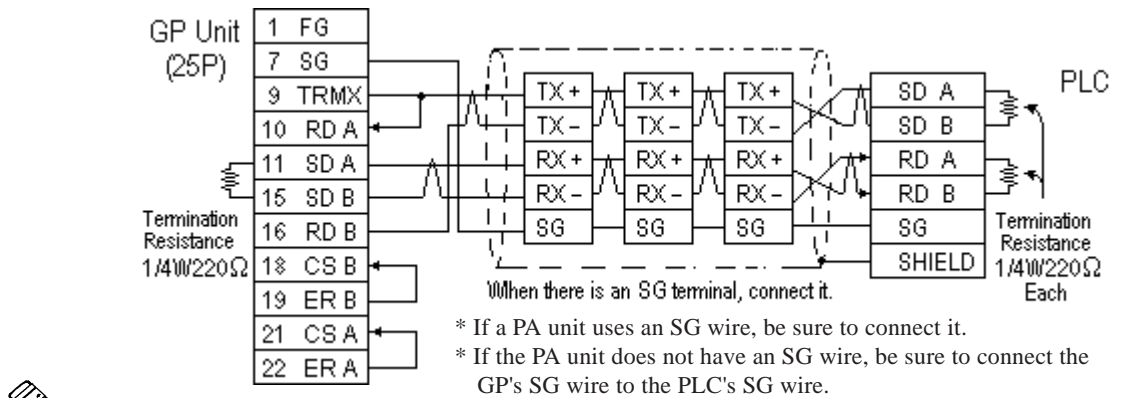 GP Unit
(25P)
1 FG
7 SG
9 TRMX
10 RD A
11 SD A
15 SD B
16 RD B
18 CS B
19 ER B
21 CS A
22 ER A
Termination
Resistance
1/4W220Ω
TX+ TX+ TX+
TX- TX- TX-
RX+ RX+ RX+
RX- RX- RX-
SG SG SG
When there is an SG terminal, connect it.
PLC
SD A
SD B
RD A
RD B
SG
SHIELD
Termination
Resistance
1/4W220Ω
Each
* If a PA unit uses an SG wire, be sure to connect it.
* If the PA unit does not have an SG wire, be sure to connect the
GP's SG wire to the PLC's SG wire.